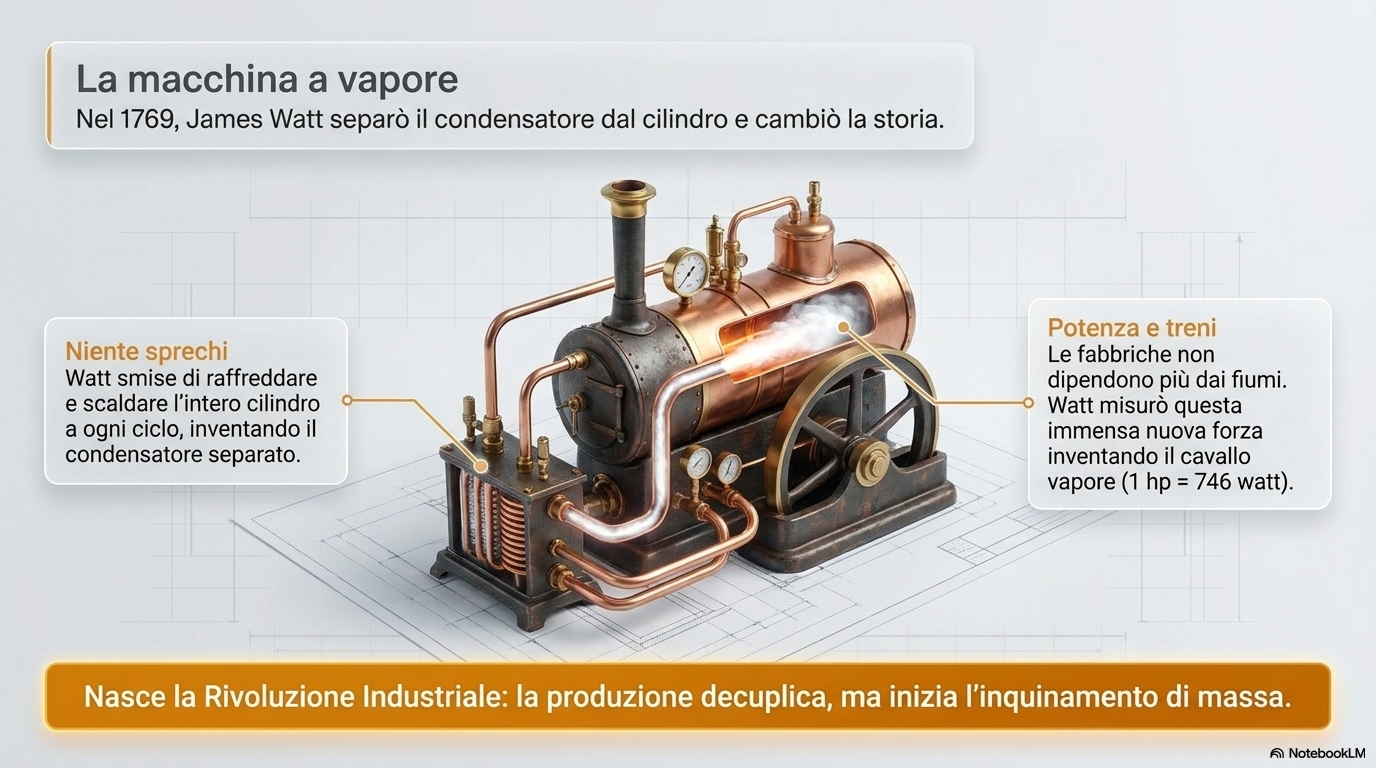 La macchina a vapore
Nel 1769, James Watt separò il condensatore dal cilindro e cambiò la storia.
Niente sprechi
Watt smise di raffreddare
e scaldare l'intero cilindro
a ogni ciclo, inventando il
condensatore separato.
Potenza e treni
Le fabbriche non
dipendono più dai fiumi.
Watt misurò questa
immensa nuova forza
inventando il cavallo
vapore (1 hp = 746 watt).
Nasce la Rivoluzione Industriale: la produzione decuplica, ma inizia l'inquinamento di massa.
NotebookLM